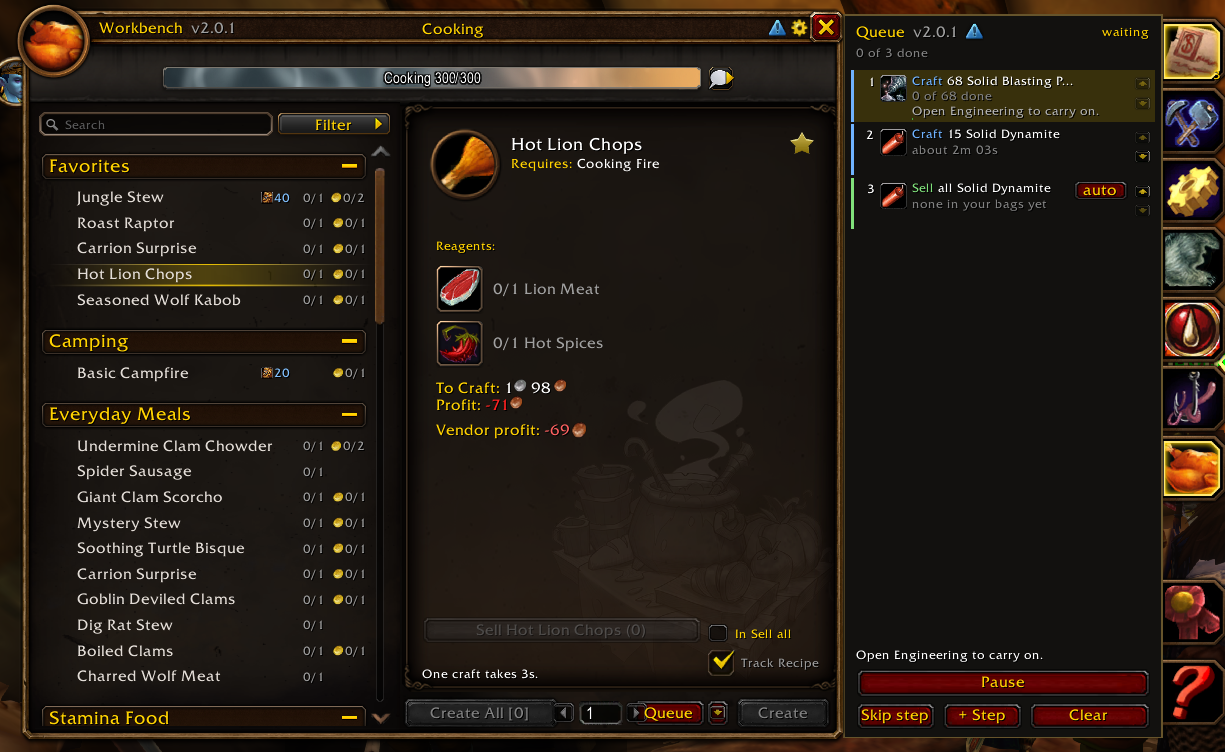 Workbench v2.0.1
Cooking
Cooking 300/300
Search
Filter
Favorites
Jungle Stew 40 0/1 0/2
Roast Raptor 0/1 0/1
Carrion Surprise 0/1 0/1
Hot Lion Chops 0/1 0/1
Seasoned Wolf Kabob 0/1 0/1
Camping
Basic Campfire 20 0/1
Everyday Meals
Undermine Clam Chowder 0/1 0/2
Spider Sausage 0/1
Giant Clam Scorcho 0/1 0/1
Mystery Stew 0/1 0/1
Soothing Turtle Bisque 0/1 0/1
Carrion Surprise 0/1 0/1
Goblin Deviled Clams 0/1 0/1
Dig Rat Stew 0/1
Boiled Clams 0/1 0/1
Charred Wolf Meat 0/1
Stamina Food
Hot Lion Chops
Requires: Cooking Fire
Reagents:
0/1 Lion Meat
0/1 Hot Spices
To Craft: 1 98
Profit: -71
Vendor profit: -69
Sell Hot Lion Chops (0)
In Sell all
Track Recipe
One craft takes 3s.
Create All [0]
1
Queue
Create
Queue v2.0.1
waiting
0 of 3 done
1 Craft 68 Solid Blasting P...
0 of 68 done
Open Engineering to carry on.
2 Craft 15 Solid Dynamite
about 2m 03s
3 Sell all Solid Dynamite
auto
none in your bags yet
Open Engineering to carry on.
Pause
Skip step
+ Step
Clear